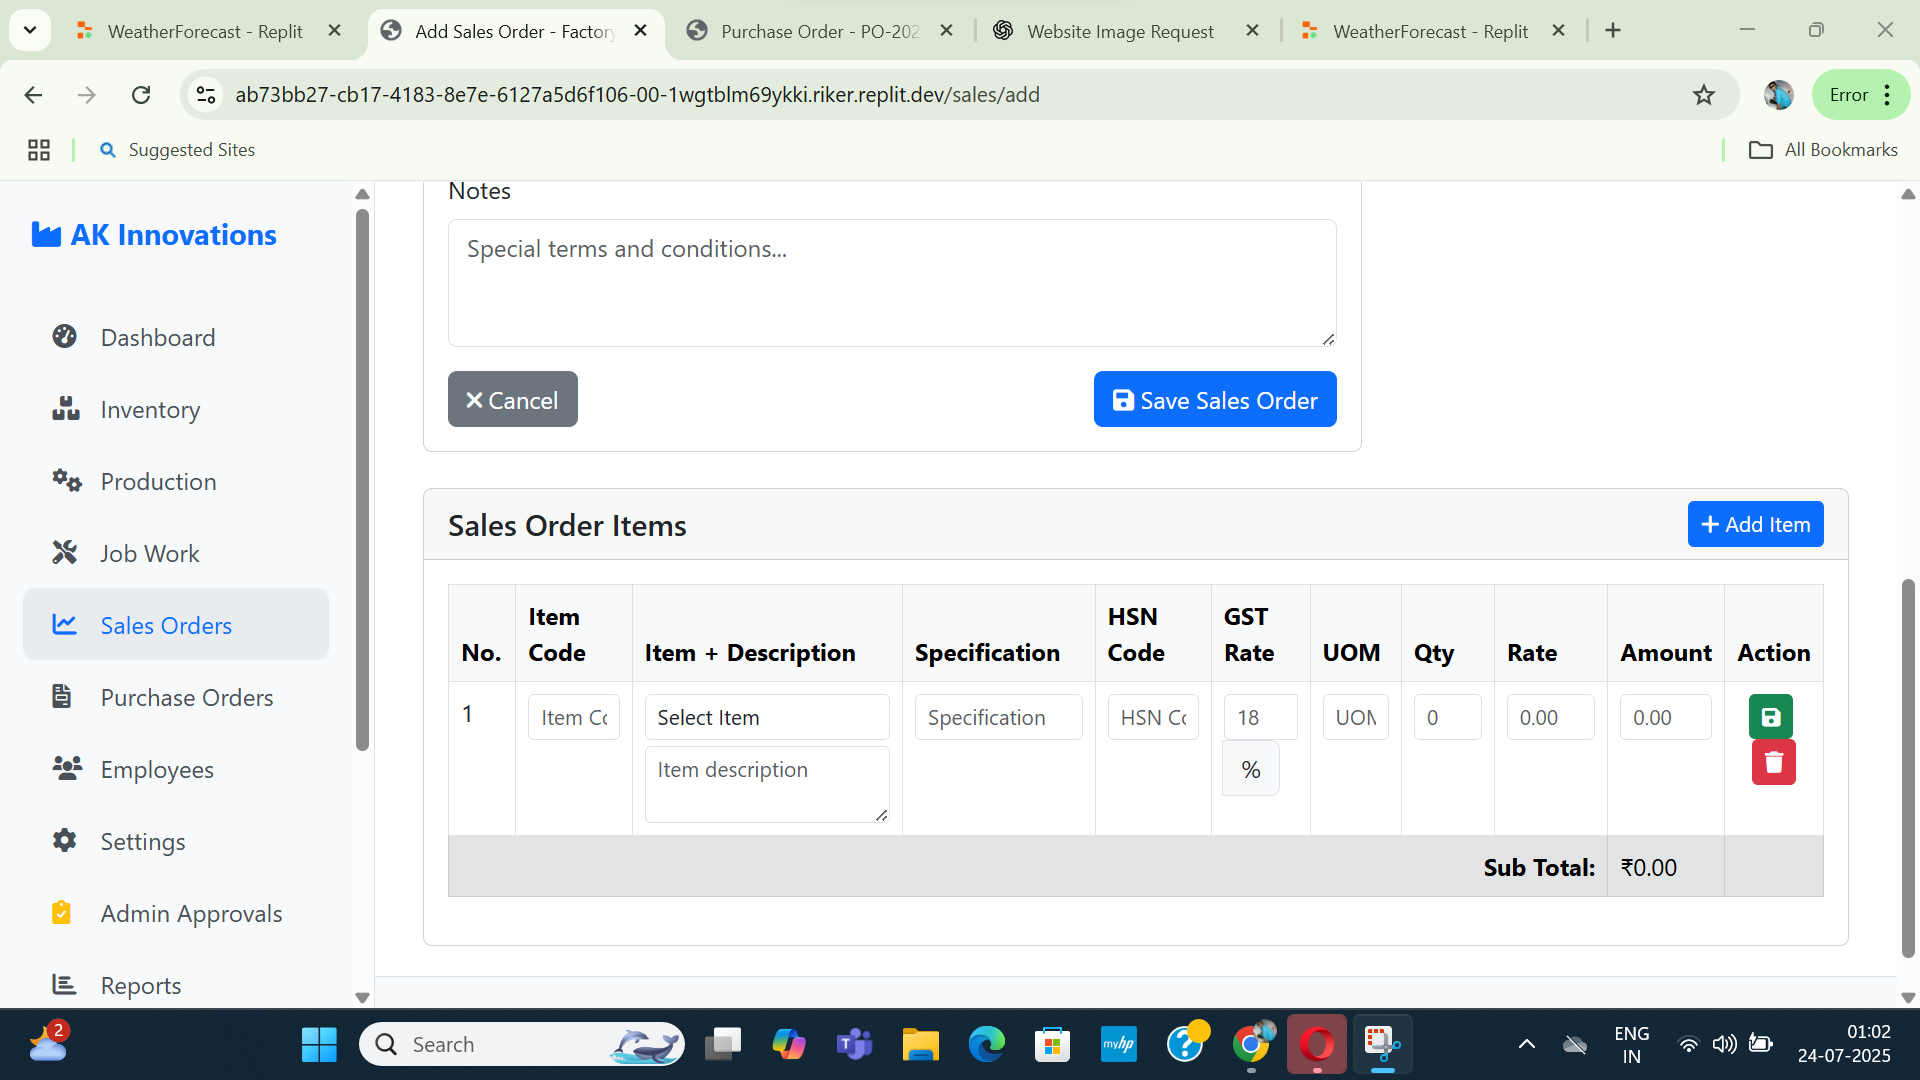 WeatherForecast - Replit
Add Sales Order - Factory
Purchase Order - PO-202
Website Image Request
WeatherForecast - Replit
ab73bb27-cb17-4183-8e7e-6127a5d6f106-00-1wgtblm69ykki.riker.replit.dev/sales/add
Error
Suggested Sites
All Bookmarks
AK Innovations
Dashboard
Inventory
Production
Job Work
Sales Orders
Purchase Orders
Employees
Settings
Admin Approvals
Reports
Notes
Special terms and conditions...
Cancel
Save Sales Order
Sales Order Items
Add Item
No.
Item Code
Item + Description
Specification
HSN Code
GST Rate
UOM
Qty
Rate
Amount
Action
1
Item Co
Select Item
Item description
Specification
HSN Co
18
%
UOM
0
0.00
0.00
Sub Total:
₹0.00
2
Search
myhp
ENG
IN
01:02
24-07-2025